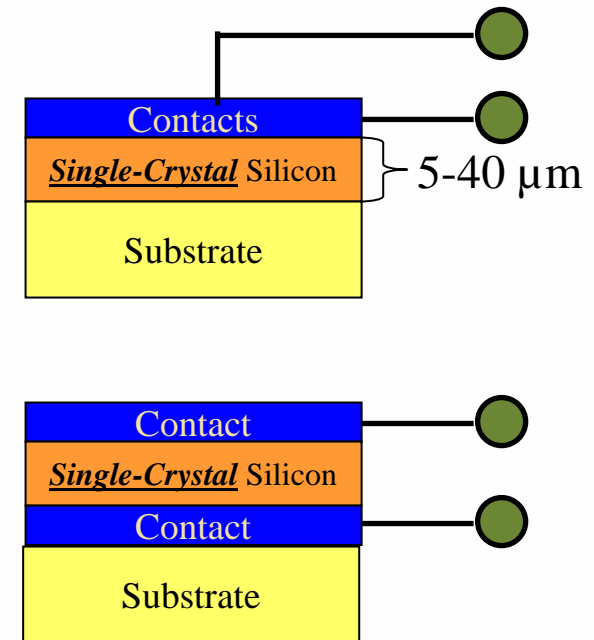 Contacts
Single-Crystal Silicon
5-40 µm
Substrate
Contact
Single-Crystal Silicon
Contact
Substrate